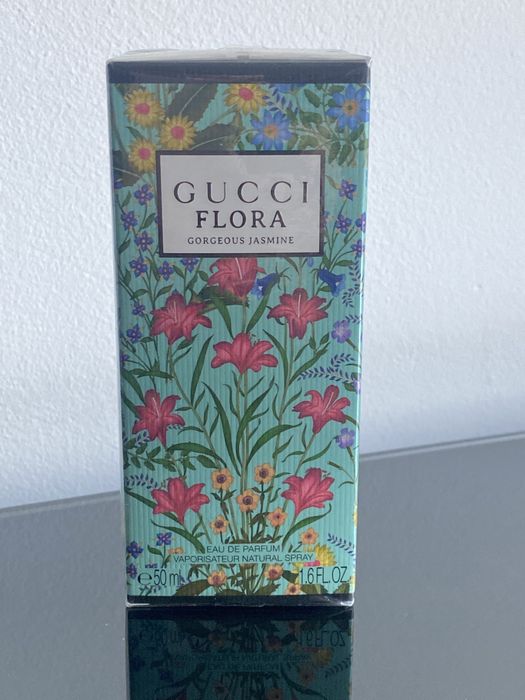 GUCCI
FLORA
GORGEOUS JASMINE
EAU DE PARFUM
VAPORISATEUR NATURAL SPRAY
℮50 ml 1.6 FL.OZ